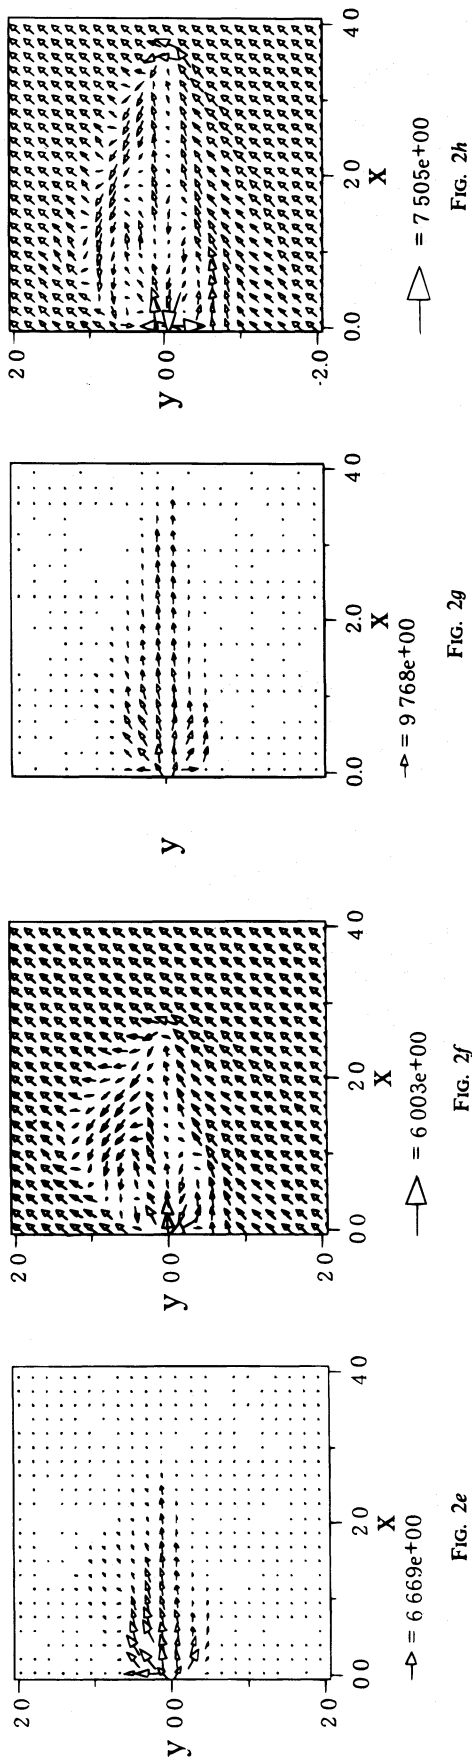 2 0
y 0 0
2 0
0 0 2 0 4 0
X
= 6 669e+00
FIG. 2e
2 0
y 0 0
2 0
0 0 2 0 4 0
X
= 6 003e+00
FIG. 2f
y
0.0 2.0 4 0
X
= 9 768e+00
FIG. 2g
2 0
y 0 0
-2.0
0.0 2 0 4 0
X
= 7 505e+00
FIG. 2h